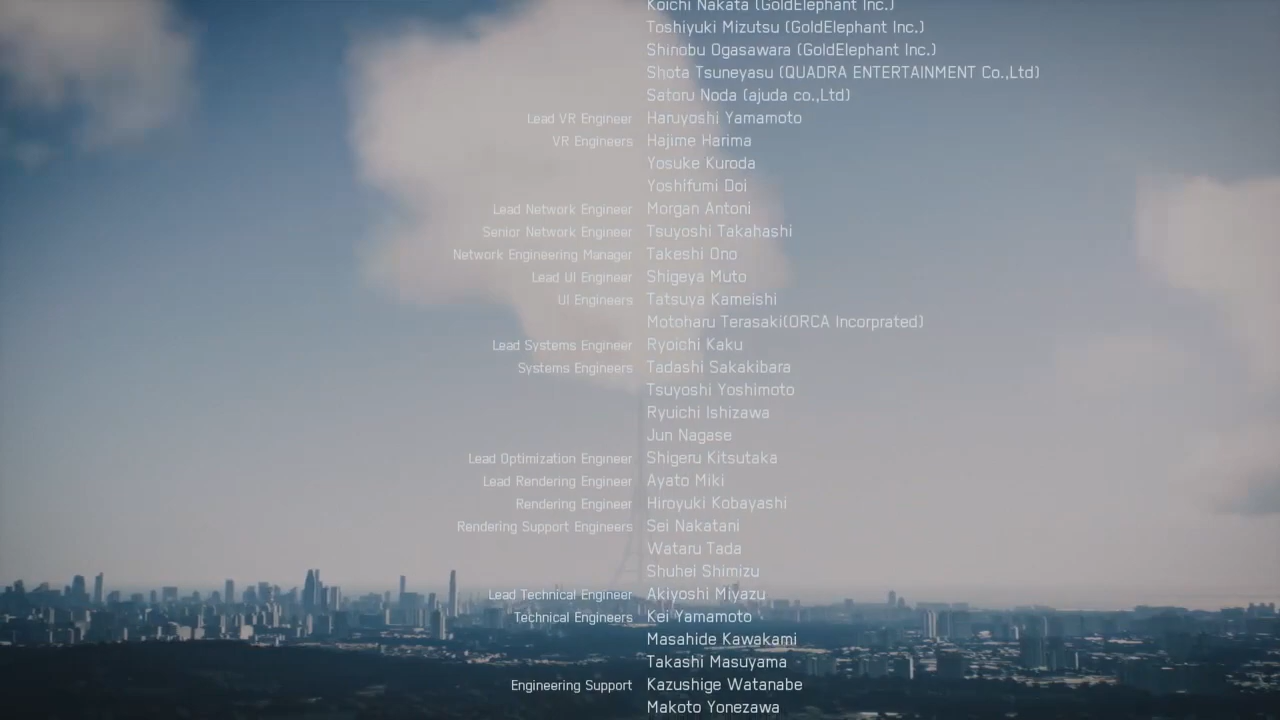 Koichi Nakata (GoldElephant Inc.)
Toshiyuki Mizutsu (GoldElephant Inc.)
Shinobu Ogasawara (GoldElephant Inc.)
Shota Tsuneyasu (QUADRA ENTERTAINMENT Co.,Ltd)
Satoru Noda (ajuda co.,Ltd)
Lead VR Engineer Haruyoshi Yamamoto
VR Engineers Hajime Harima
Yosuke Kuroda
Yoshifumi Doi
Lead Network Engineer Morgan Antoni
Senior Network Engineer Tsuyoshi Takahashi
Network Engineering Manager Takeshi Ono
Lead UI Engineer Shigeya Muto
UI Engineers Tatsuya Kameishi
Motoharu Terasaki(ORCA Incorprated)
Lead Systems Engineer Ryoichi Kaku
Systems Engineers Tadashi Sakakibara
Tsuyoshi Yoshimoto
Ryuichi Ishizawa
Jun Nagase
Lead Optimization Engineer Shigeru Kitsutaka
Lead Rendering Engineer Ayato Miki
Rendering Engineer Hiroyuki Kobayashi
Rendering Support Engineers Sei Nakatani
Wataru Tada
Shuhei Shimizu
Lead Technical Engineer Akiyoshi Miyazu
Technical Engineers Kei Yamamoto
Masahide Kawakami
Takashi Masuyama
Engineering Support Kazushige Watanabe
Makoto Yonezawa